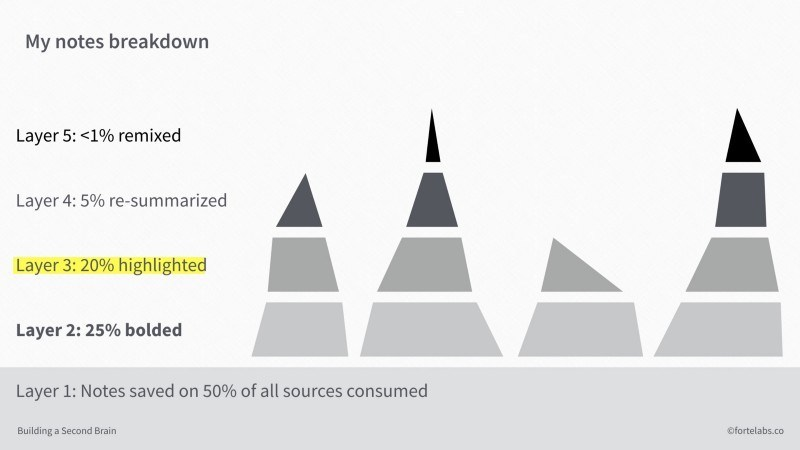 My notes breakdown
Layer 5: <1% remixed
Layer 4: 5% re-summarized
Layer 3: 20% highlighted
Layer 2: 25% bolded
Layer 1: Notes saved on 50% of all sources consumed
Building a Second Brain
©fortelabs.co